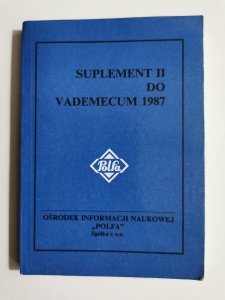 SUPLEMENT II
DO
VADEMECUM 1987
Polfa
OŚRODEK INFORMACJI NAUKOWEJ
„POLFA"
Spółka z o.o.